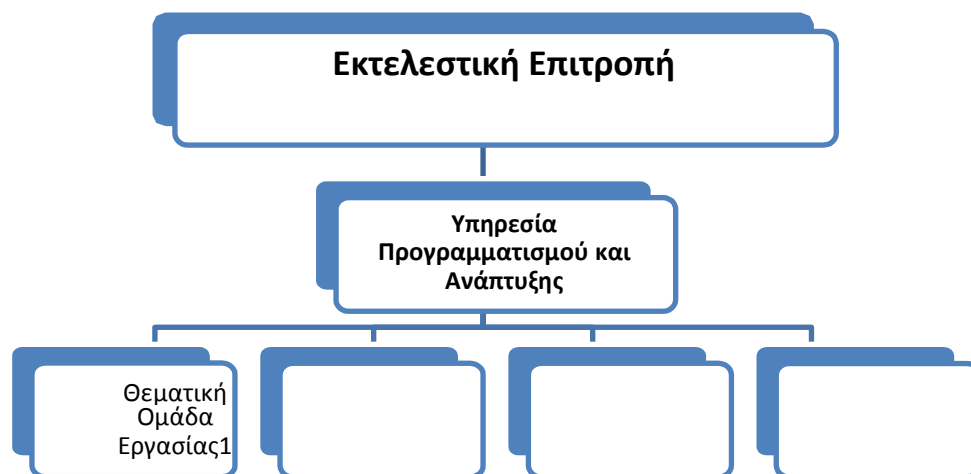 Εκτελεστική Επιτροπή
Υπηρεσία
Προγραμματισμού και
Ανάπτυξης
Θεματική
Ομάδα
Εργασίας1